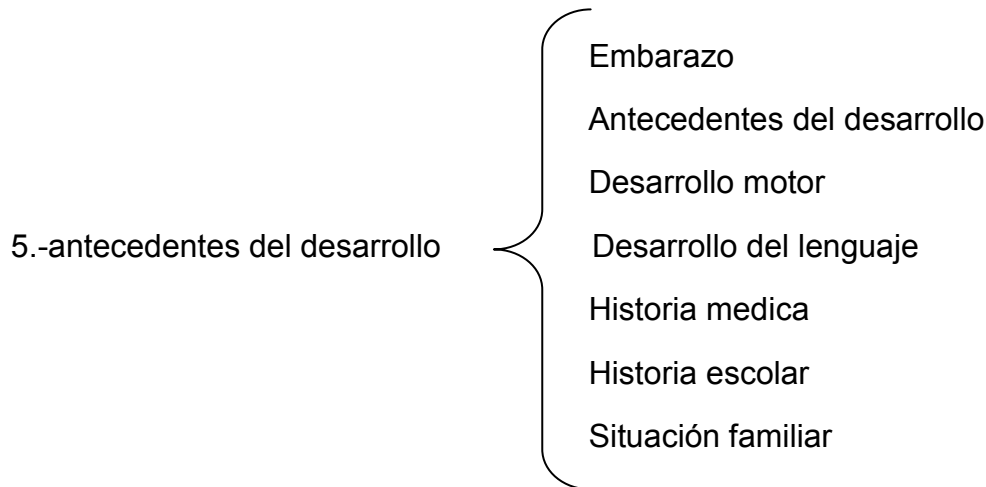 Embarazo
Antecedentes del desarrollo
Desarrollo motor
5.-antecedentes del desarrollo
Desarrollo del lenguaje
Historia medica
Historia escolar
Situación familiar